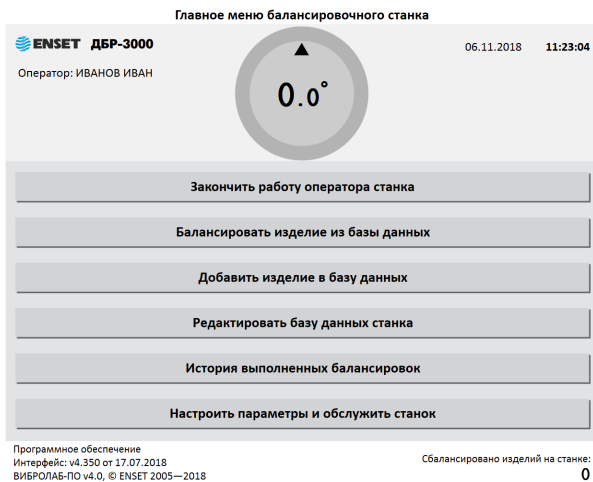 Главное меню балансировочного станка
ENSET ДБР-3000
06.11.2018 11:23:04
Оператор: ИВАНОВ ИВАН
0.0°
Закончить работу оператора станка
Балансировать изделие из базы данных
Добавить изделие в базу данных
Редактировать базу данных станка
История выполненных балансировок
Настроить параметры и обслужить станок
Программное обеспечение
Интерфейс: v4.350 от 17.07.2018
ВИБРОЛАБ-ПО v4.0, © ENSET 2005—2018
Сбалансировано изделий на станке:
0